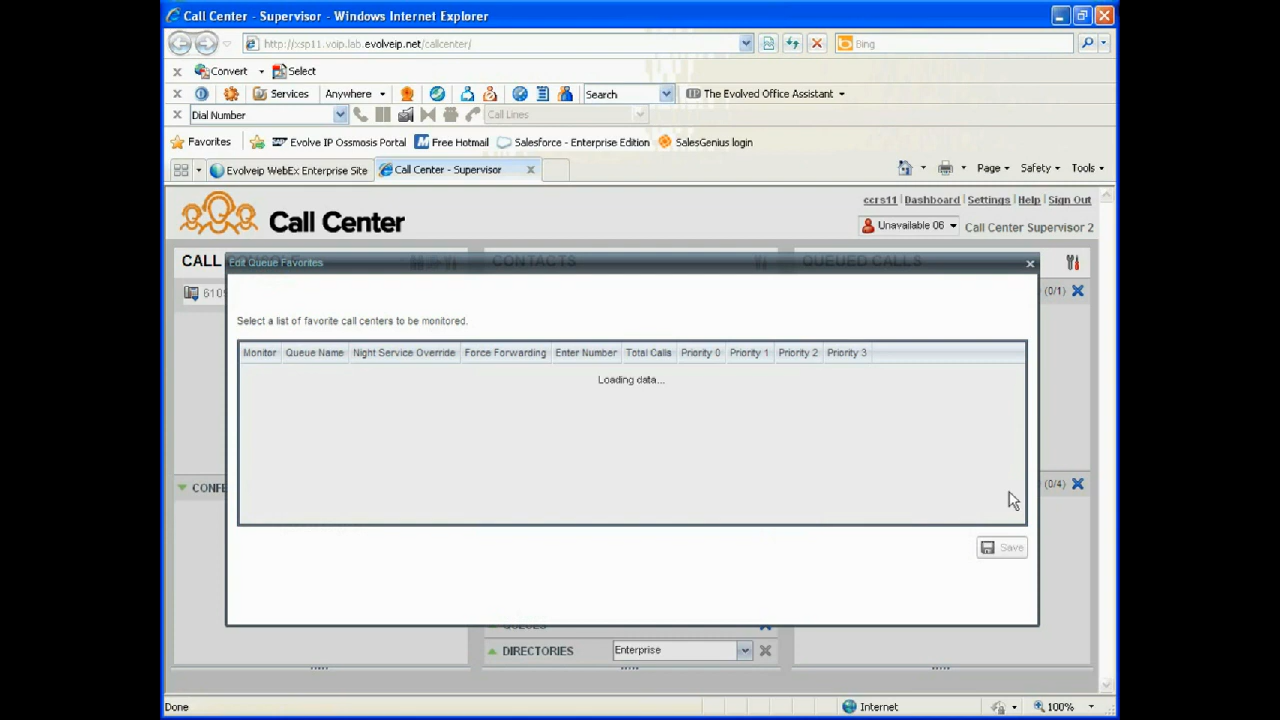 Call Center - Supervisor - Windows Internet Explorer
http://xsp11.voip.lab.evolveip.net/callcenter/
Bing
Convert
Select
Services
Anywhere
Search
The Evolved Office Assistant
Dial Number
Call Lines
Favorites
Evolve IP Ossmosis Portal
Free Hotmail
Salesforce - Enterprise Edition
SalesGenius login
Evolveip WebEx Enterprise Site
Call Center - Supervisor
Page
Safety
Tools
Call Center
ccrs11 | Dashboard | Settings | Help | Sign Out
Unavailable 06
Call Center Supervisor 2
CALL
CONTACTS
QUEUED CALLS
Edit Queue Favorites
6109
(0/1)
Select a list of favorite call centers to be monitored.
Monitor Queue Name Night Service Override Force Forwarding Enter Number Total Calls Priority 0 Priority 1 Priority 2 Priority 3
Loading data...
CONFE
(0/4)
Save
QUEUES
DIRECTORIES
Enterprise
Done
Internet
100%